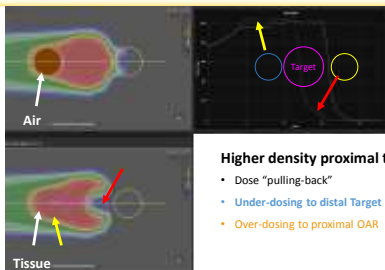 Air
Target
Tissue
Higher density proximal t
• Dose "pulling-back"
• Under-dosing to distal Target
• Over-dosing to proximal OAR